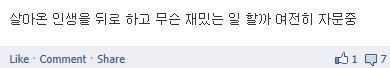 살아온 인생을 뒤로 하고 무슨 재밌는 일 할까 여전히 자문중
Like · Comment · Share 1 7